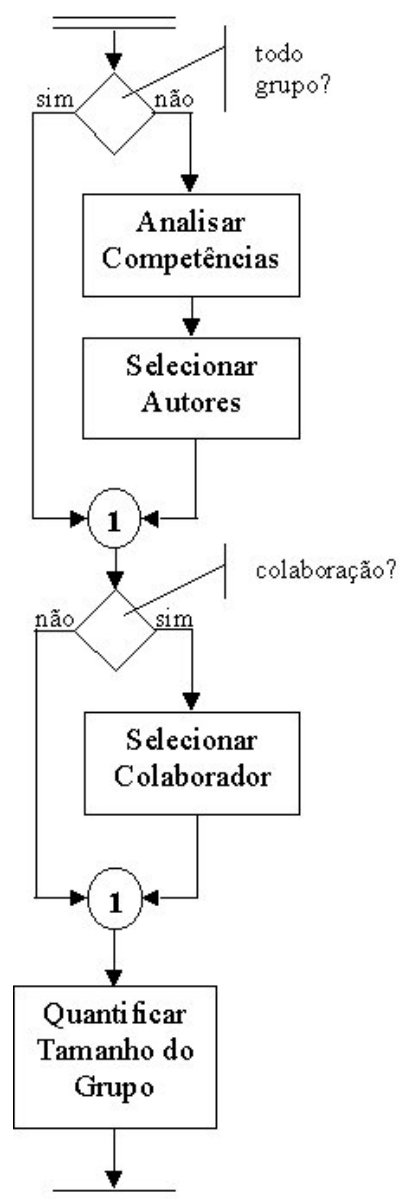 todo
grupo?
sim
não
Analisar
Competências
Selecionar
Autores
1
colaboração?
não
sim
Selecionar
Colaborador
1
Quantificar
Tamanho do
Grupo